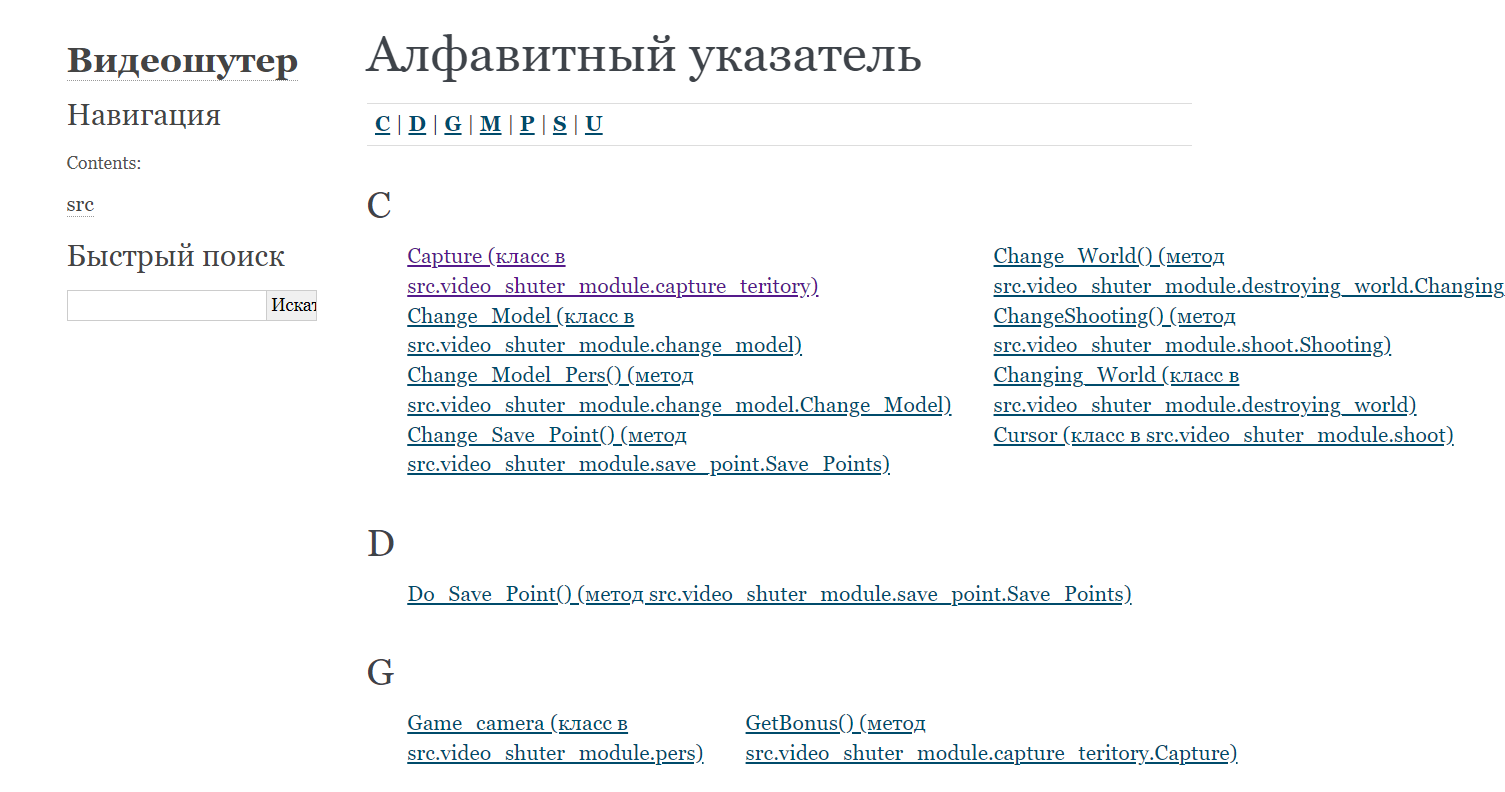 Видеошутер
Навигация
Contents:
src
Быстрый поиск
Искат
Алфавитный указатель
C | D | G | M | P | S | U
C
Capture (класс в
src.video_shuter_module.capture_teritory)
Change_Model (класс в
src.video_shuter_module.change_model)
Change_Model_Pers() (метод
src.video_shuter_module.change_model.Change_Model)
Change_Save_Point() (метод
src.video_shuter_module.save_point.Save_Points)
Change_World() (метод
src.video_shuter_module.destroying_world.Changing
ChangeShooting() (метод
src.video_shuter_module.shoot.Shooting)
Changing_World (класс в
src.video_shuter_module.destroying_world)
Cursor (класс в src.video_shuter_module.shoot)
D
Do_Save_Point() (метод src.video_shuter_module.save_point.Save_Points)
G
Game_camera (класс в
src.video_shuter_module.pers)
GetBonus() (метод
src.video_shuter_module.capture_teritory.Capture)